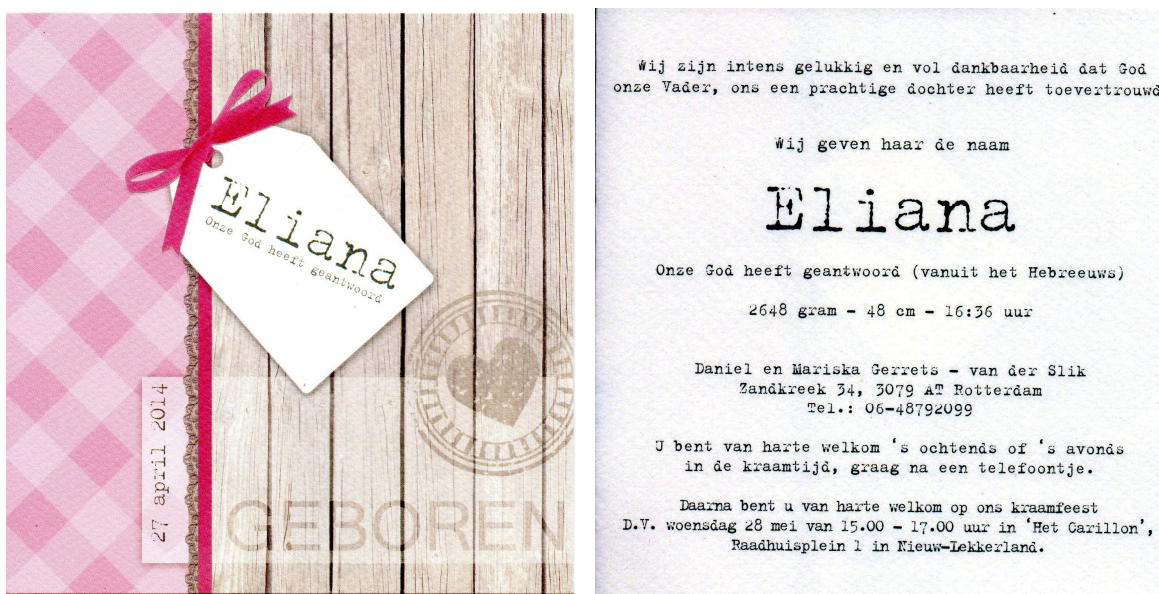 Eliana
Onze God heeft geantwoord
27 april 2014
GEBOREN
Wij zijn intens gelukkig en vol dankbaarheid dat God
onze Vader, ons een prachtige dochter heeft toevertrouwd
Wij geven haar de naam
Eliana
Onze God heeft geantwoord (vanuit het Hebreeuws)
2648 gram - 48 cm - 16:36 uur
Daniel en Mariska Gerrets - van der Slik
Zandkreek 34, 3079 AT Rotterdam
Tel.: 06-48792099
U bent van harte welkom 's ochtends of 's avonds
in de kraamtijd, graag na een telefoontje.
Daarna bent u van harte welkom op ons kraamfeest
D.V. woensdag 28 mei van 15.00 - 17.00 uur in 'Het Carillon',
Raadhuisplein 1 in Nieuw-Lekkerland.